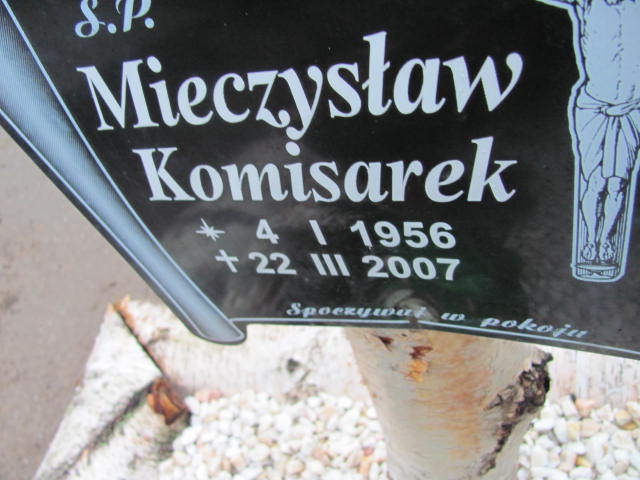 Ś.P.
Mieczysław
Komisarek
* 4 I 1956
† 22 III 2007
Spoczywaj w pokoju